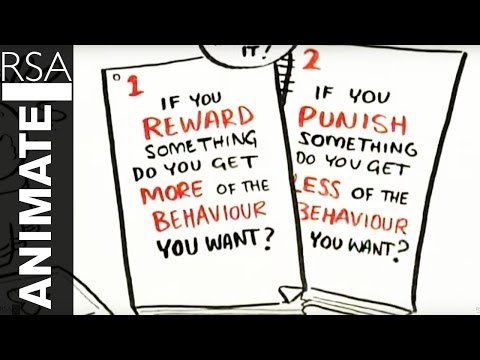 RSA
ANIMATE
IT!
1
IF YOU
REWARD
SOMETHING
DO YOU GET
MORE OF THE
BEHAVIOUR
YOU WANT?
2
IF YOU
PUNISH
SOMETHING
DO YOU GET
LESS OF THE
BEHAVIOUR
YOU WANT?